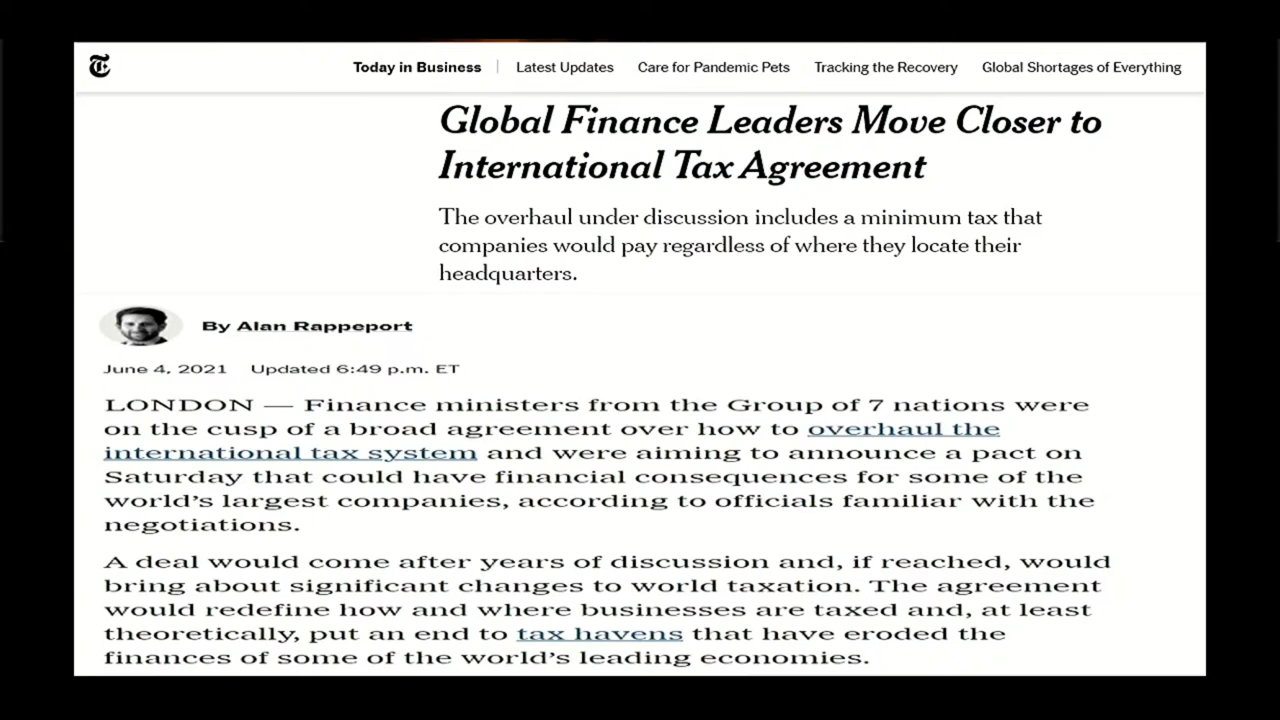 T
Today in Business | Latest Updates Care for Pandemic Pets Tracking the Recovery Global Shortages of Everything
Global Finance Leaders Move Closer to
International Tax Agreement
The overhaul under discussion includes a minimum tax that
companies would pay regardless of where they locate their
headquarters.
By Alan Rappeport
June 4, 2021 Updated 6:49 p.m. ET
LONDON — Finance ministers from the Group of 7 nations were
on the cusp of a broad agreement over how to overhaul the
international tax system and were aiming to announce a pact on
Saturday that could have financial consequences for some of the
world’s largest companies, according to officials familiar with the
negotiations.
A deal would come after years of discussion and, if reached, would
bring about significant changes to world taxation. The agreement
would redefine how and where businesses are taxed and, at least
theoretically, put an end to tax havens that have eroded the
finances of some of the world’s leading economies.